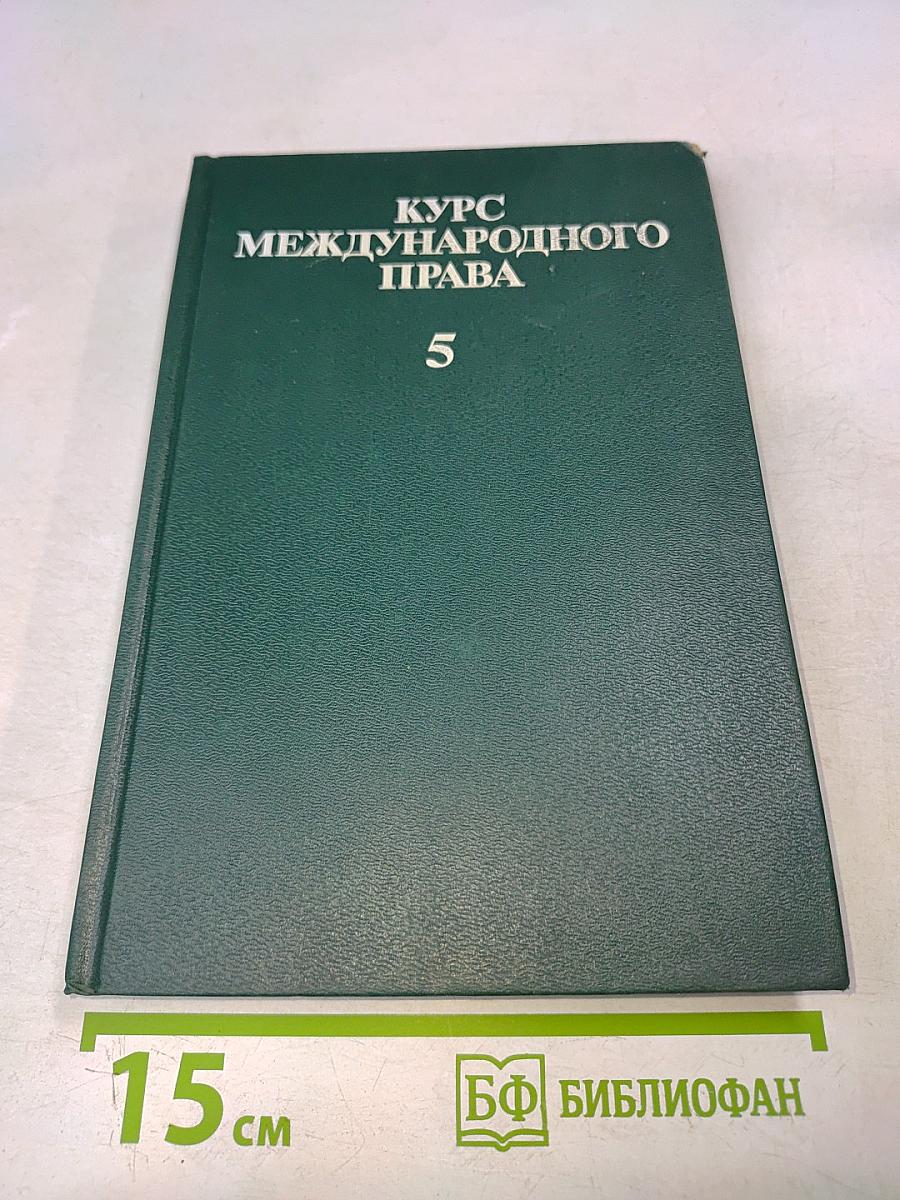 КУРС
МЕЖДУНАРОДНОГО
ПРАВА
5
15 см
БФ БИБЛИОФАН